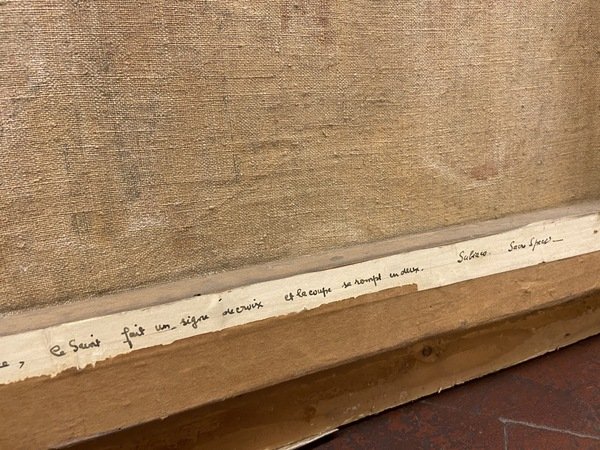 e, le Saint fait un signe de croix et la coupe se rompt en deux. Subiaco. Sacro Speco —